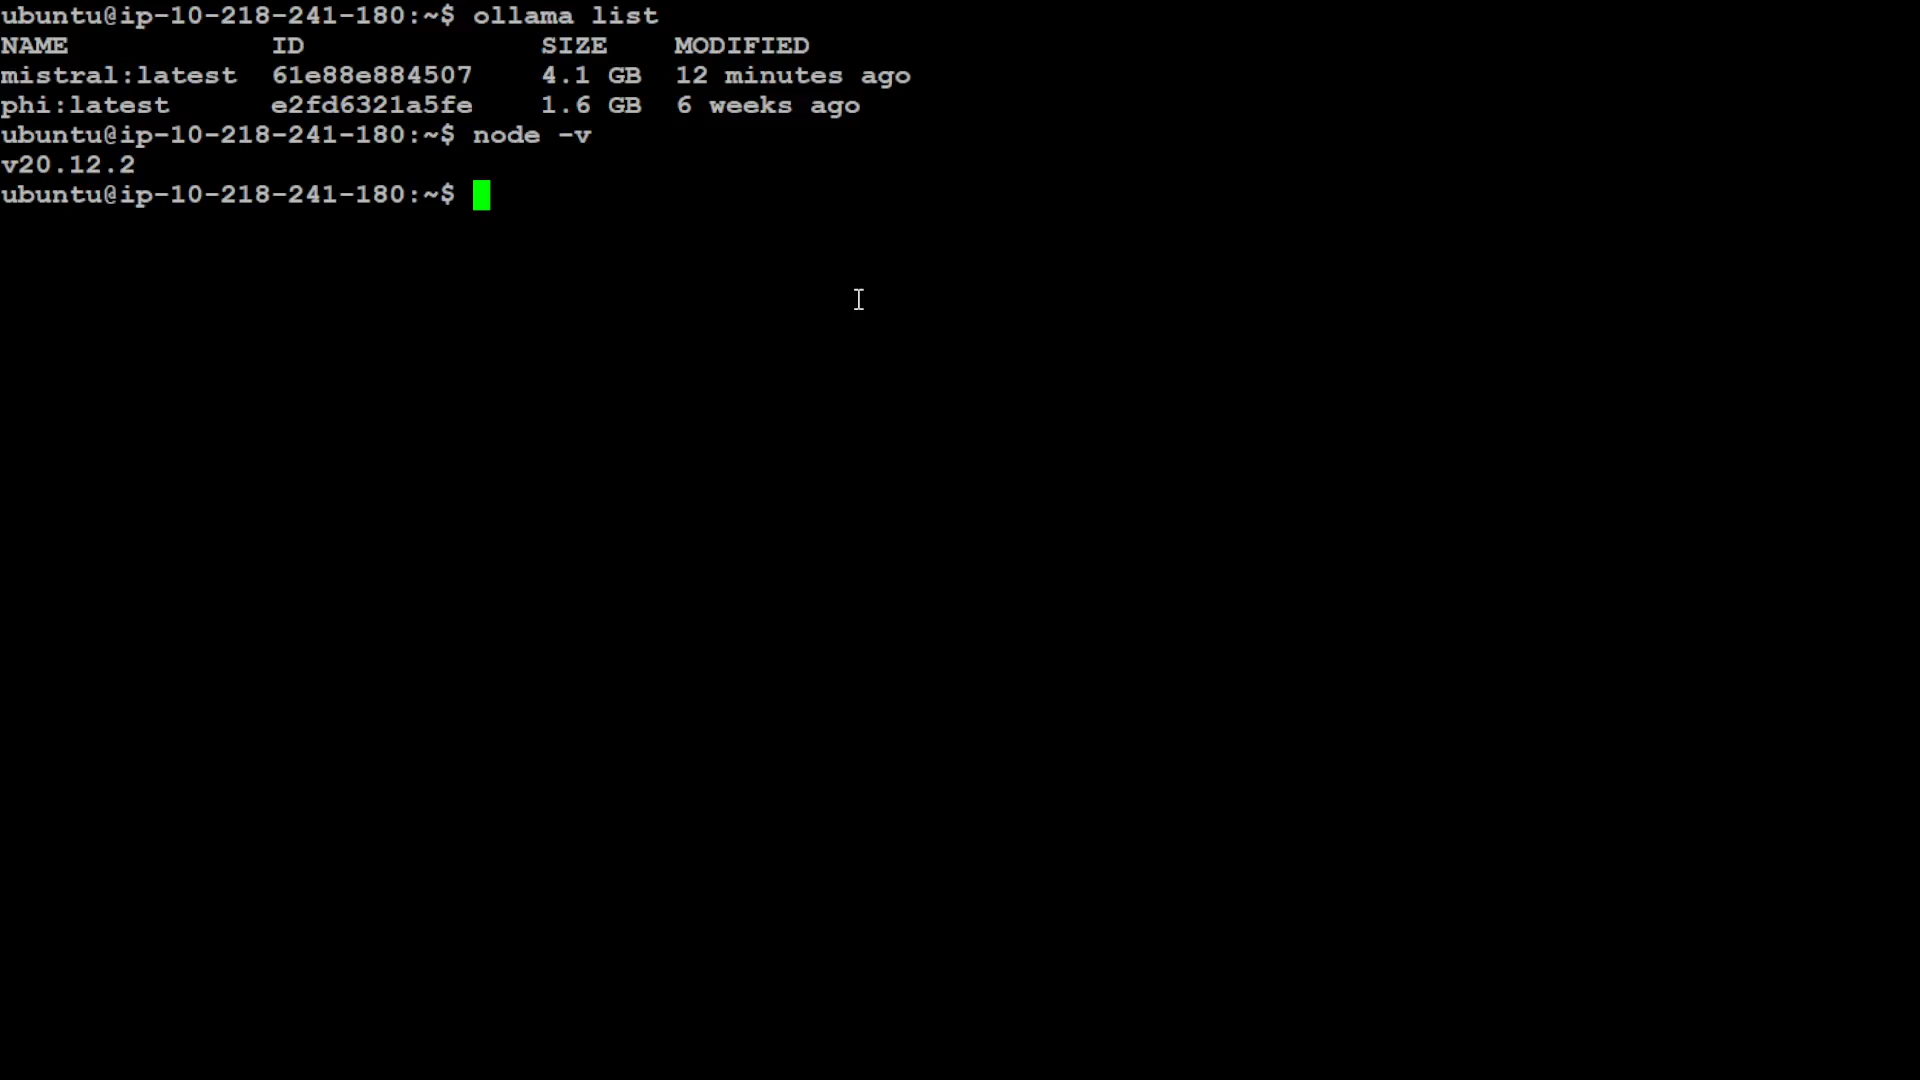 ubuntu@ip-10-218-241-180:~$ ollama list
NAME ID SIZE MODIFIED
mistral:latest 61e88e884507 4.1 GB 12 minutes ago
phi:latest e2fd6321a5fe 1.6 GB 6 weeks ago
ubuntu@ip-10-218-241-180:~$ node -v
v20.12.2
ubuntu@ip-10-218-241-180:~$